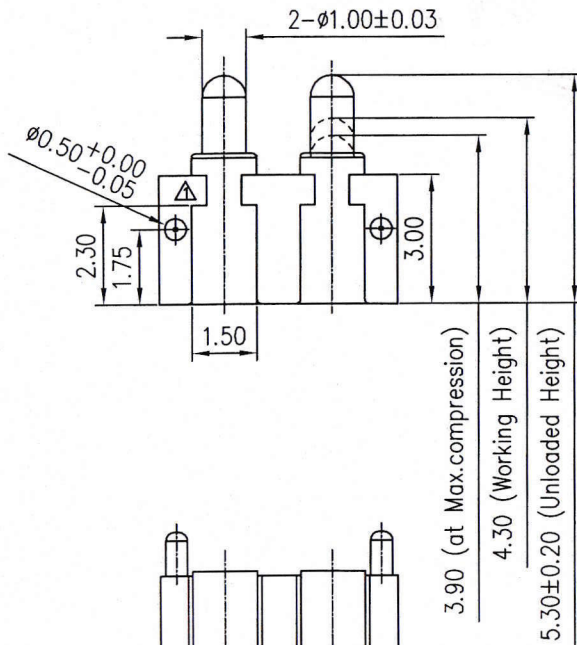 2-ø1.00±0.03
ø0.50+0.00
-0.05
1
2.30
1.75
3.00
1.50
3.90 (at Max.compression)
4.30 (Working Height)
5.30±0.20 (Unloaded Height)